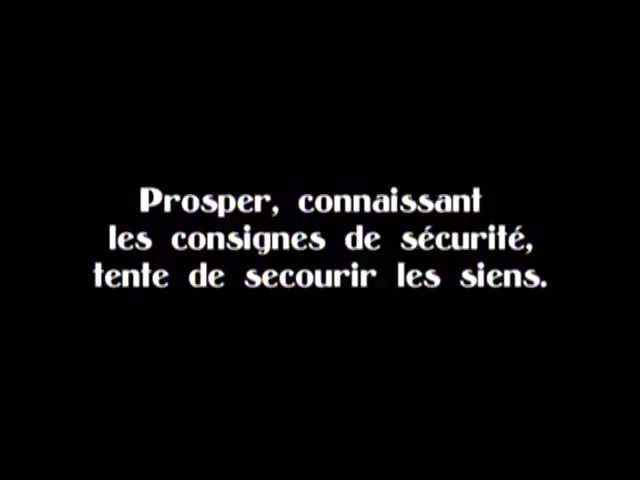 Prosper, connaissant
les consignes de sécurité,
tente de secourir les siens.